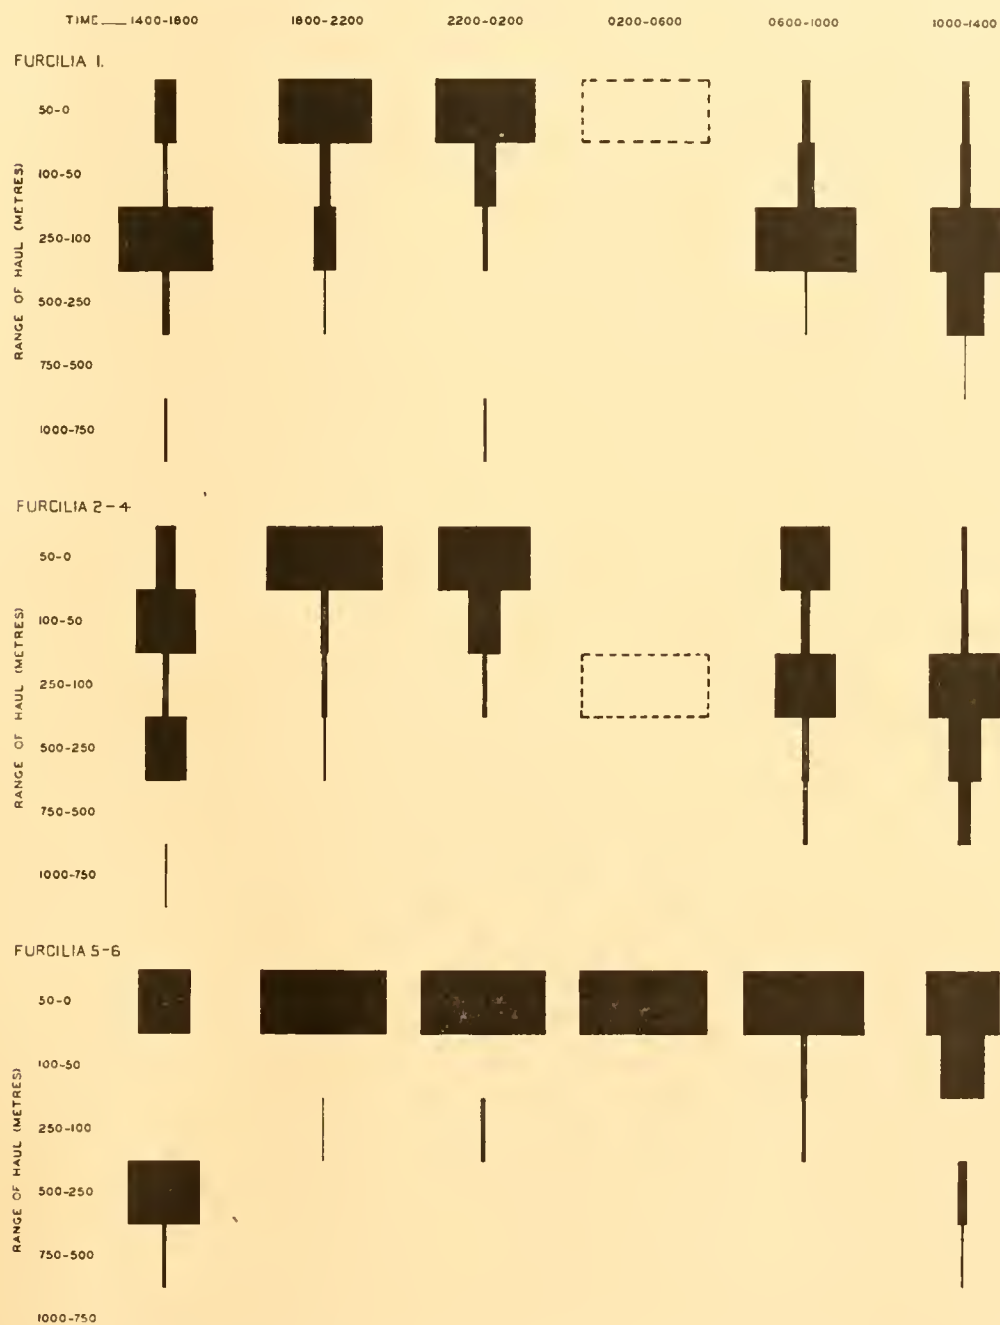 TIME 1400-1800 1800-2200 2200-0200 0200-0600 0600-1000 1000-1400
FURCILIA 1.
RANGE OF HAUL (METRES)
50-0
100-50
250-100
500-250
750-500
1000-750
FURCILIA 2-4
RANGE OF HAUL (METRES)
50-0
100-50
250-100
500-250
750-500
1000-750
FURCILIA 5-6
RANGE OF HAUL (METRES)
50-0
100-50
250-100
500-250
750-500
1000-750